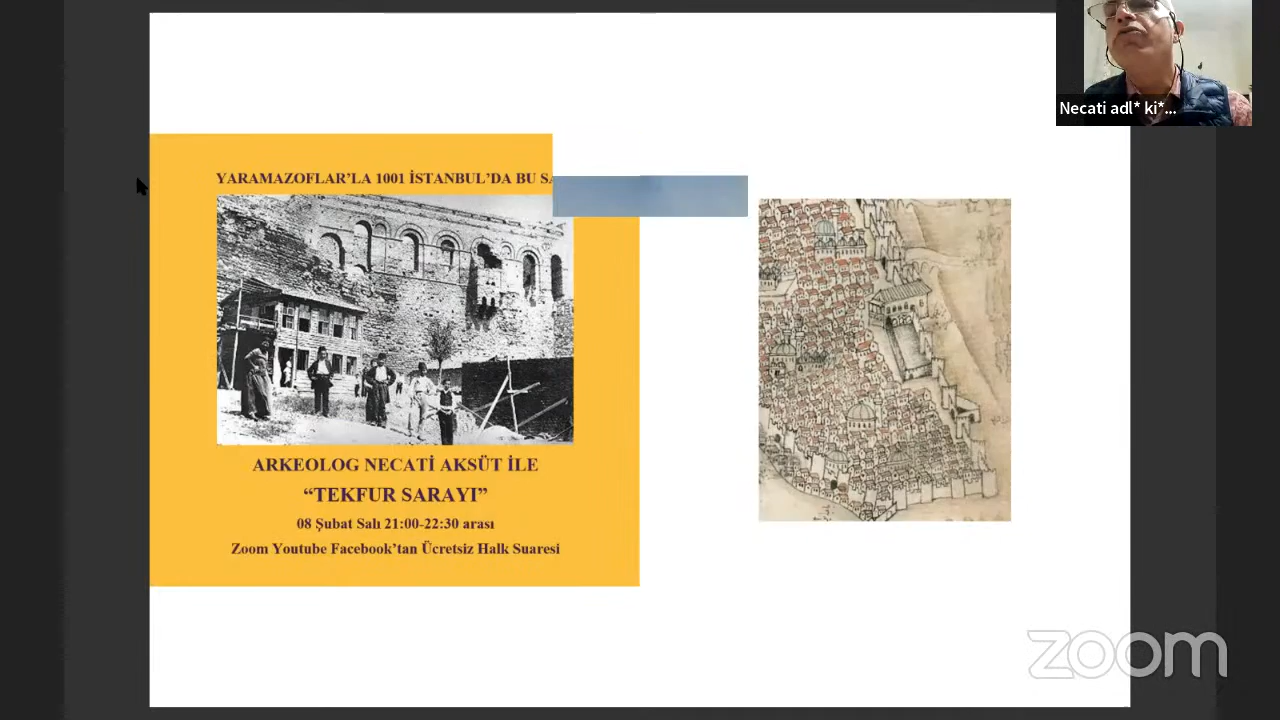 Necati adl* ki*...
YARAMAZOFLAR’LA 1001 İSTANBUL’DA BU
ARKEOLOG NECATİ AKSÜT İLE
“TEKFUR SARAYI”
08 Şubat Salı 21:00-22:30 arası
Zoom Youtube Facebook’tan Ücretsiz Halk Suaresi
zoom